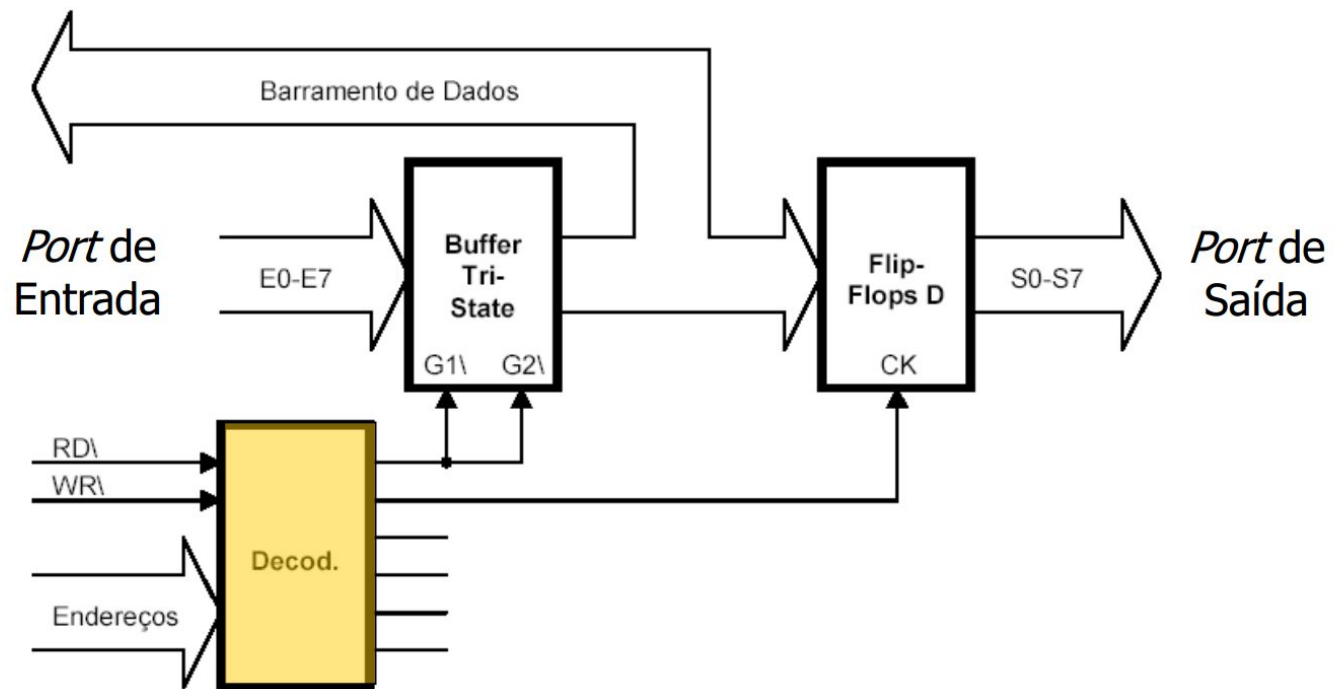 Barramento de Dados
Port de
Entrada
E0-E7
Buffer
Tri-
State
G1\ G2\
Flip-
Flops D
CK
S0-S7
Port de
Saída
RD\
WR\
Decod.
Endereços